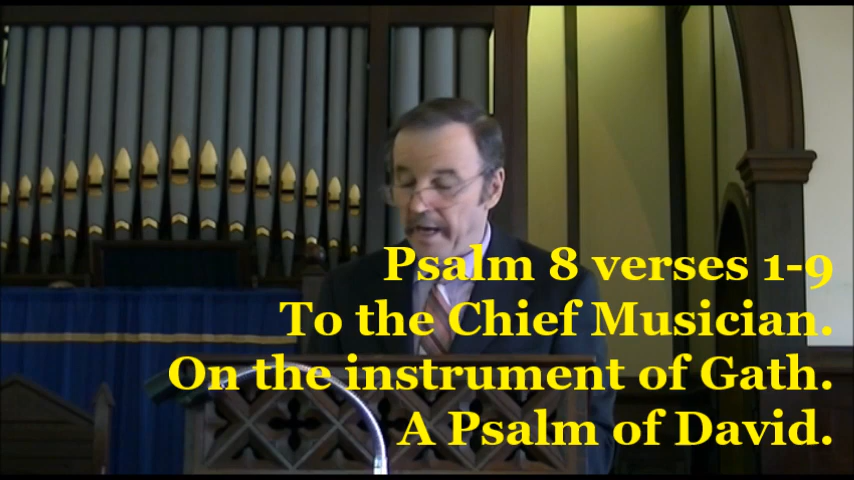 Psalm 8 verses 1-9
To the Chief Musician.
On the instrument of Gath.
A Psalm of David.